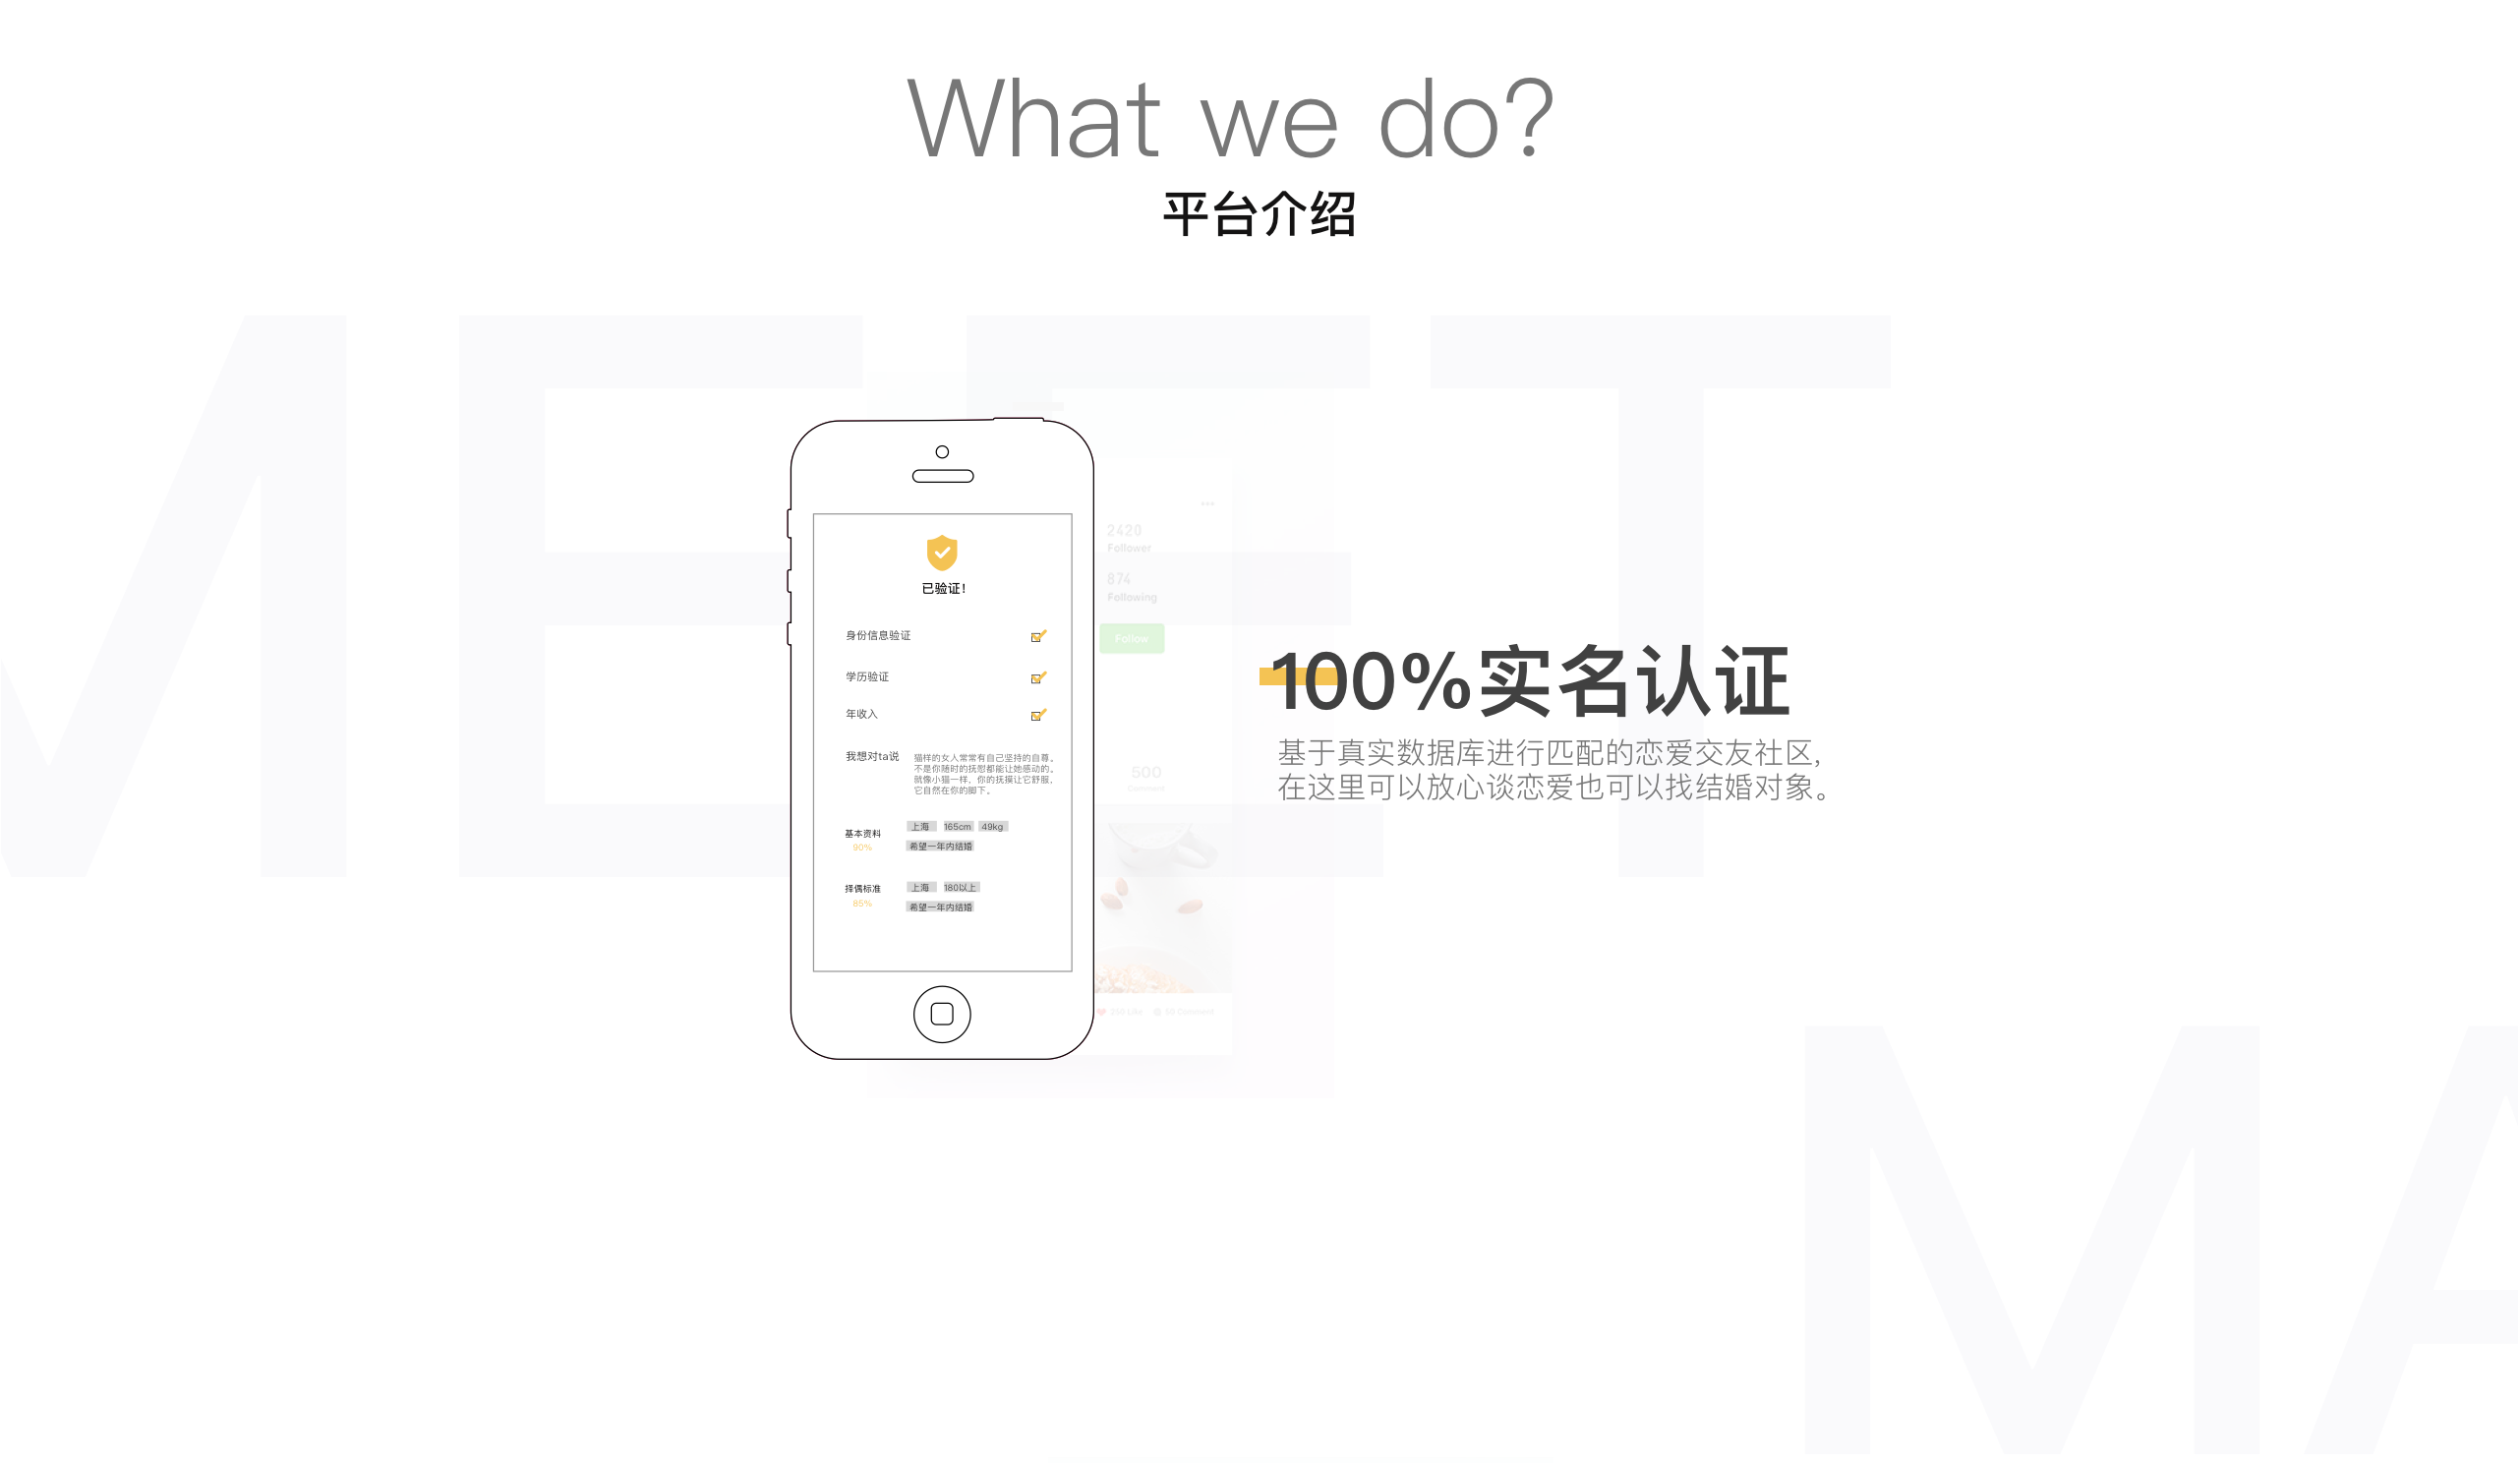 What we do?
平台介绍
MEET
2420
Follower
874
Following
Follow
已验证!
身份信息验证
学历验证
年收入
我想对ta说
猫样的女人常常有自己坚持的自尊。
不是你随时的抚慰都能让她感动的。
就像小猫一样,你的抚摸让它舒服,
它自然在你的脚下。
基本资料
90%
上海 165cm 49kg
希望一年内结婚
择偶标准
85%
上海 180以上
希望一年内结婚
100%实名认证
基于真实数据库进行匹配的恋爱交友社区,
在这里可以放心谈恋爱也可以找结婚对象。
500
Comment
210 Like
50 Comment
MA